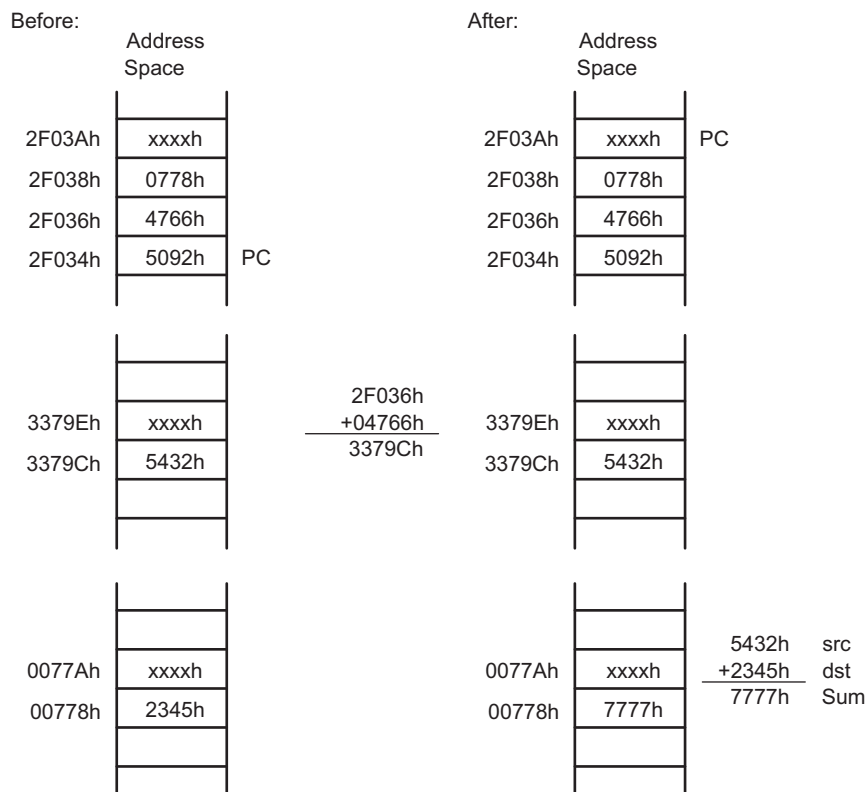 Before:
Address
Space
2F03Ah xxxxh
2F038h 0778h
2F036h 4766h
2F034h 5092h PC
3379Eh xxxxh
3379Ch 5432h
2F036h
+04766h
3379Ch
0077Ah xxxxh
00778h 2345h
After:
Address
Space
2F03Ah xxxxh PC
2F038h 0778h
2F036h 4766h
2F034h 5092h
3379Eh xxxxh
3379Ch 5432h
0077Ah xxxxh
00778h 7777h
5432h src
+2345h dst
7777h Sum